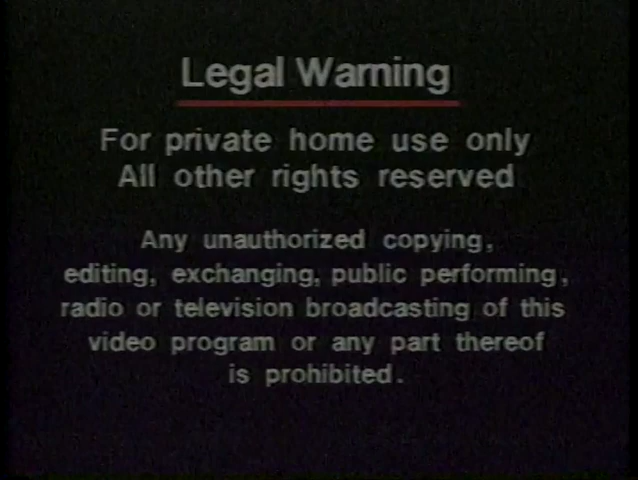 Legal Warning
For private home use only
All other rights reserved
Any unauthorized copying,
editing, exchanging, public performing,
radio or television broadcasting of this
video program or any part thereof
is prohibited.